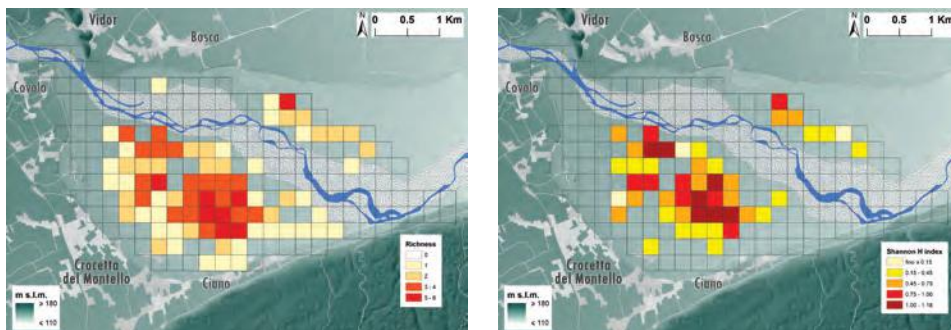 Vidor
Bosca
Covolo
N
0 0.5 1 Km
Crocetta
del Montello
Ciano
m s.l.m.
≥ 180
≤ 110
Richness
0
1
2
3 - 4
5 - 6
Vidor
Bosca
Covolo
N
0 0.5 1 Km
Crocetta
del Montello
Ciano
m s.l.m.
≥ 180
≤ 110
Shannon H index
0.15 - 0.45
0.45 - 0.75
0.75 - 1.00
1.00 - 1.16